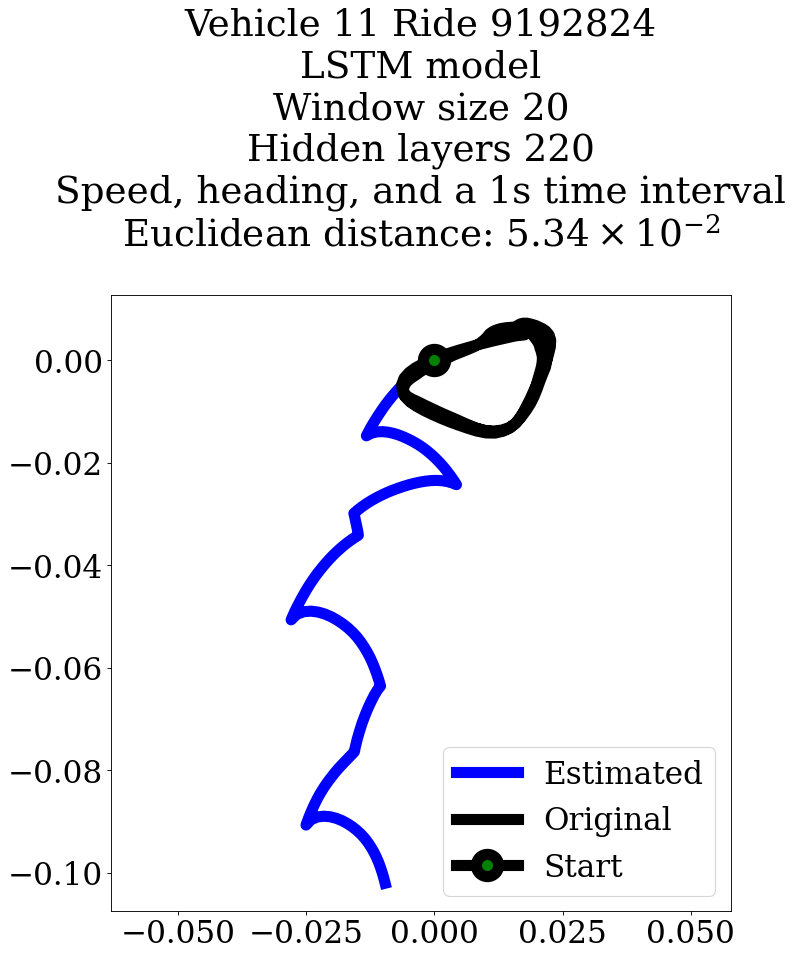 Vehicle 11 Ride 9192824
LSTM model
Window size 20
Hidden layers 220
Speed, heading, and a 1s time interval
Euclidean distance: 5.34 × 10⁻²
0.00
−0.02
−0.04
−0.06
−0.08
−0.10
Estimated
Original
Start
−0.050 −0.025 0.000 0.025 0.050